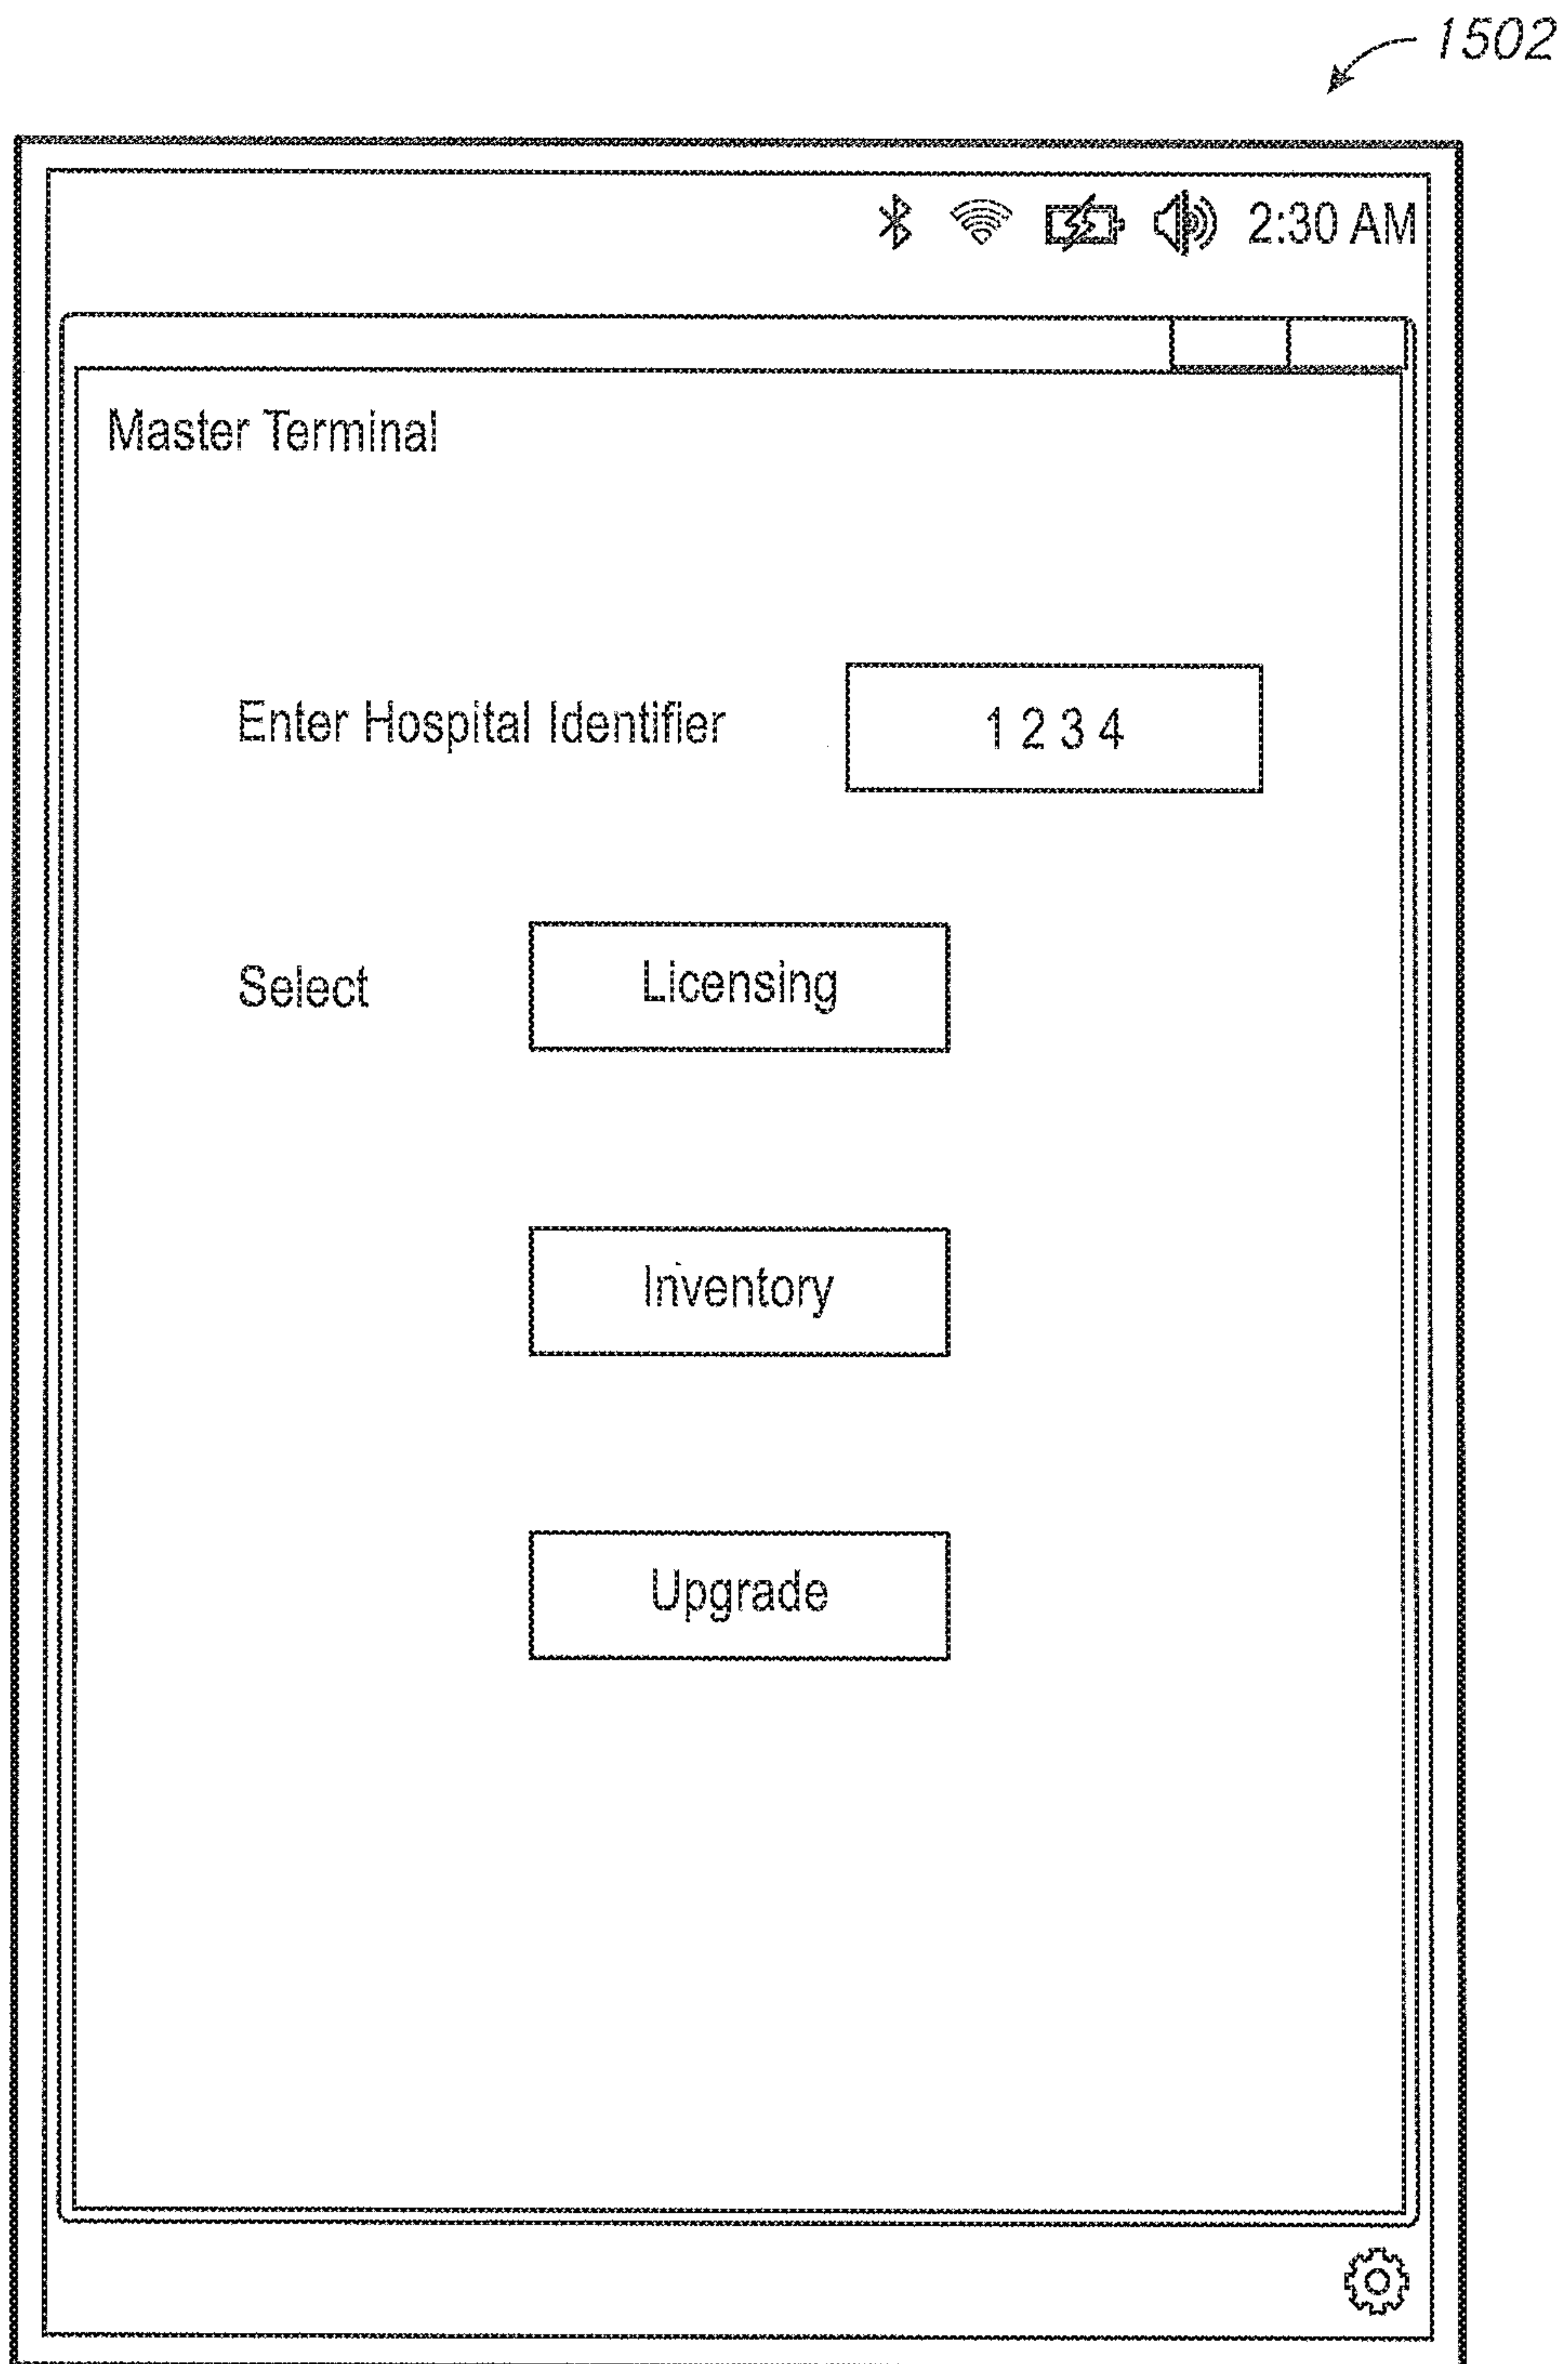 1502
2:30 AM
Master Terminal
Enter Hospital Identifier 1 2 3 4
Select Licensing
Inventory
Upgrade